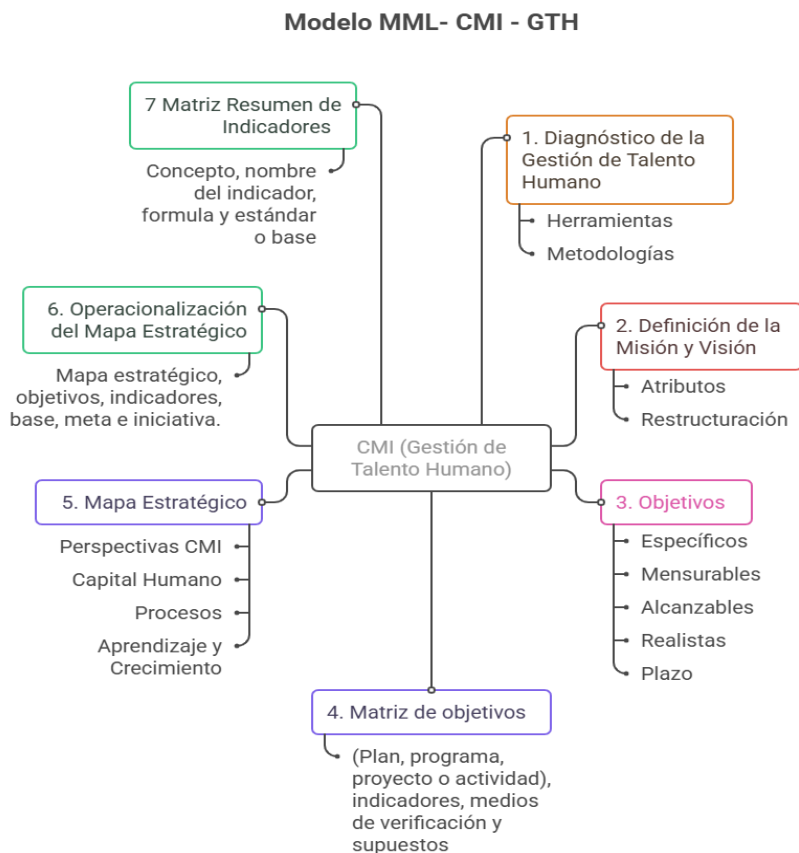 Modelo MML- CMI - GTH
7 Matriz Resumen de
Indicadores
Concepto, nombre
del indicador,
formula y estándar
o base
1. Diagnóstico de la
Gestión de Talento
Humano
Herramientas
Metodologías
6. Operacionalización
del Mapa Estratégico
Mapa estratégico,
objetivos, indicadores,
base, meta e iniciativa.
2. Definición de la
Misión y Visión
Atributos
Restructuración
CMI (Gestión de
Talento Humano)
5. Mapa Estratégico
Perspectivas CMI
Capital Humano
Procesos
Aprendizaje y
Crecimiento
3. Objetivos
Específicos
Mensurables
Alcanzables
Realistas
Plazo
4. Matriz de objetivos
(Plan, programa,
proyecto o actividad),
indicadores, medios
de verificación y
supuestos